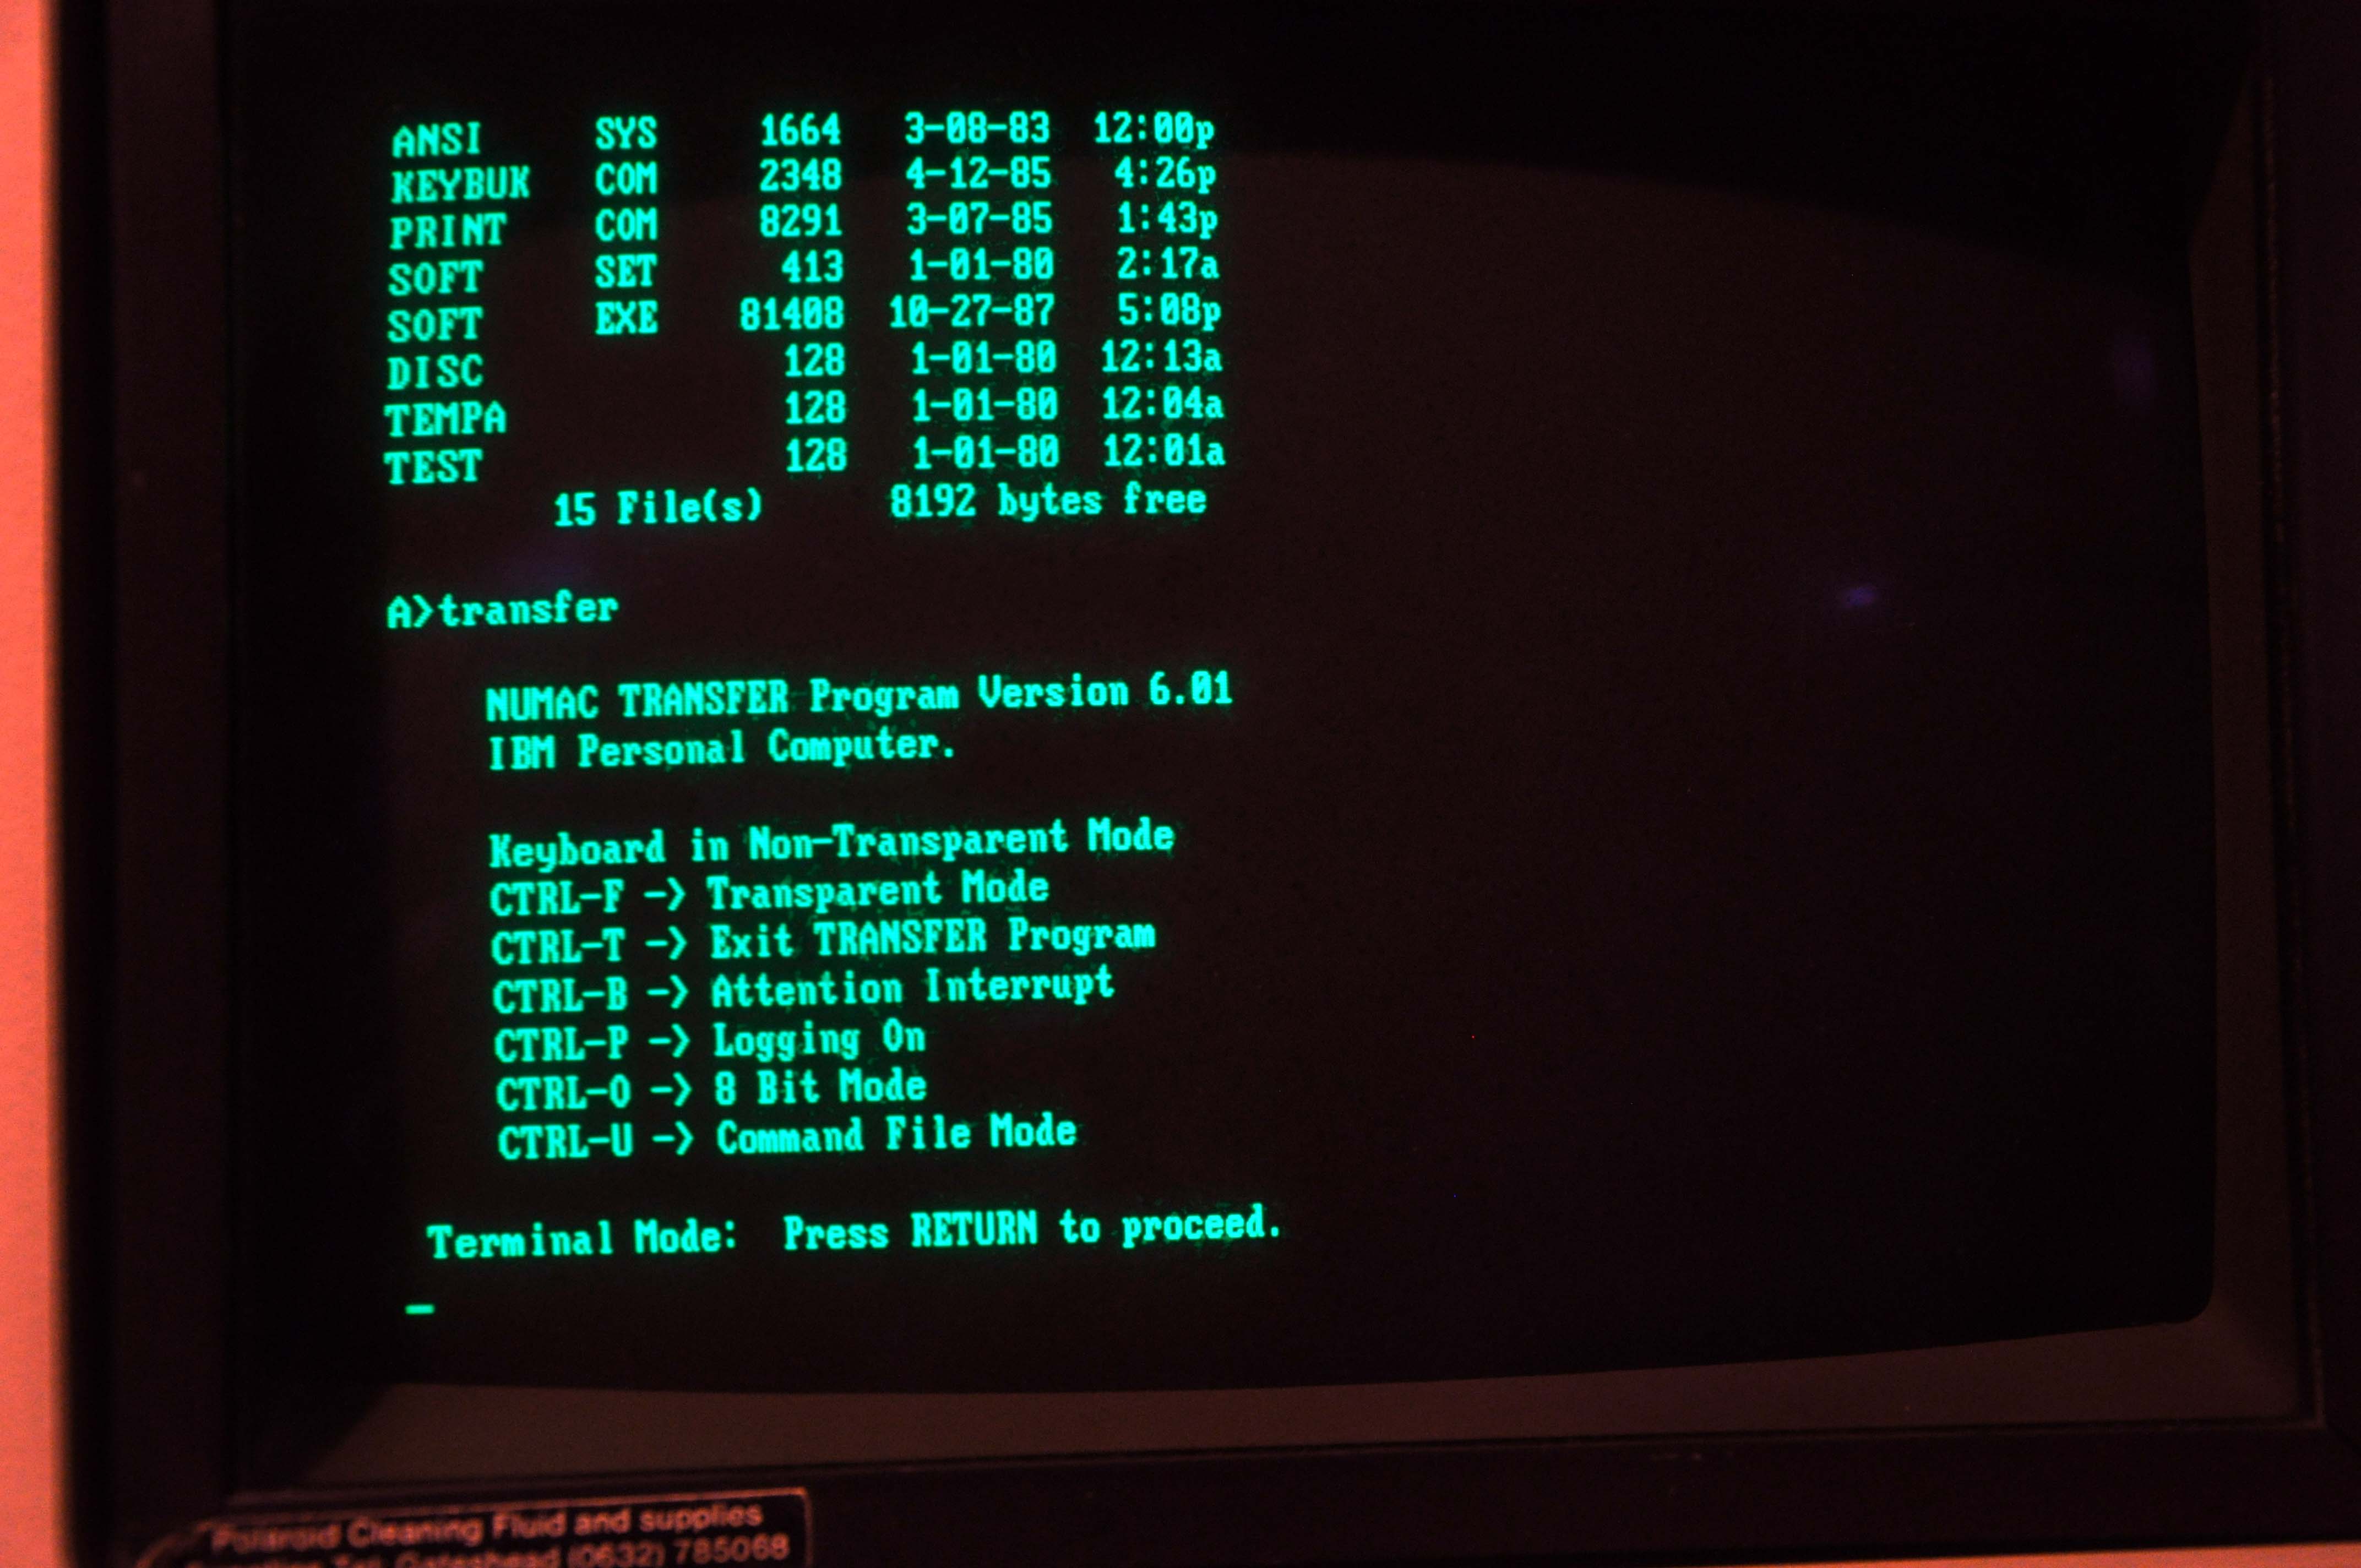 ANSI SYS 1664 3-08-83 12:00p
KEYBUK COM 2348 4-12-85 4:26p
PRINT COM 8291 3-07-85 1:43p
SOFT SET 413 1-01-80 2:17a
SOFT EXE 81408 10-27-87 5:08p
DISC 128 1-01-80 12:13a
TEMPA 128 1-01-80 12:04a
TEST 128 1-01-80 12:01a
15 File(s) 8192 bytes free
A>transfer
NUMAC TRANSFER Program Version 6.01
IBM Personal Computer.
Keyboard in Non-Transparent Mode
CTRL-F -> Transparent Mode
CTRL-T -> Exit TRANSFER Program
CTRL-B -> Attention Interrupt
CTRL-P -> Logging On
CTRL-O -> 8 Bit Mode
CTRL-U -> Command File Mode
Terminal Mode: Press RETURN to proceed.
_
Polaroid Cleaning Fluid and supplies
Tel. Gateshead (0632) 785068